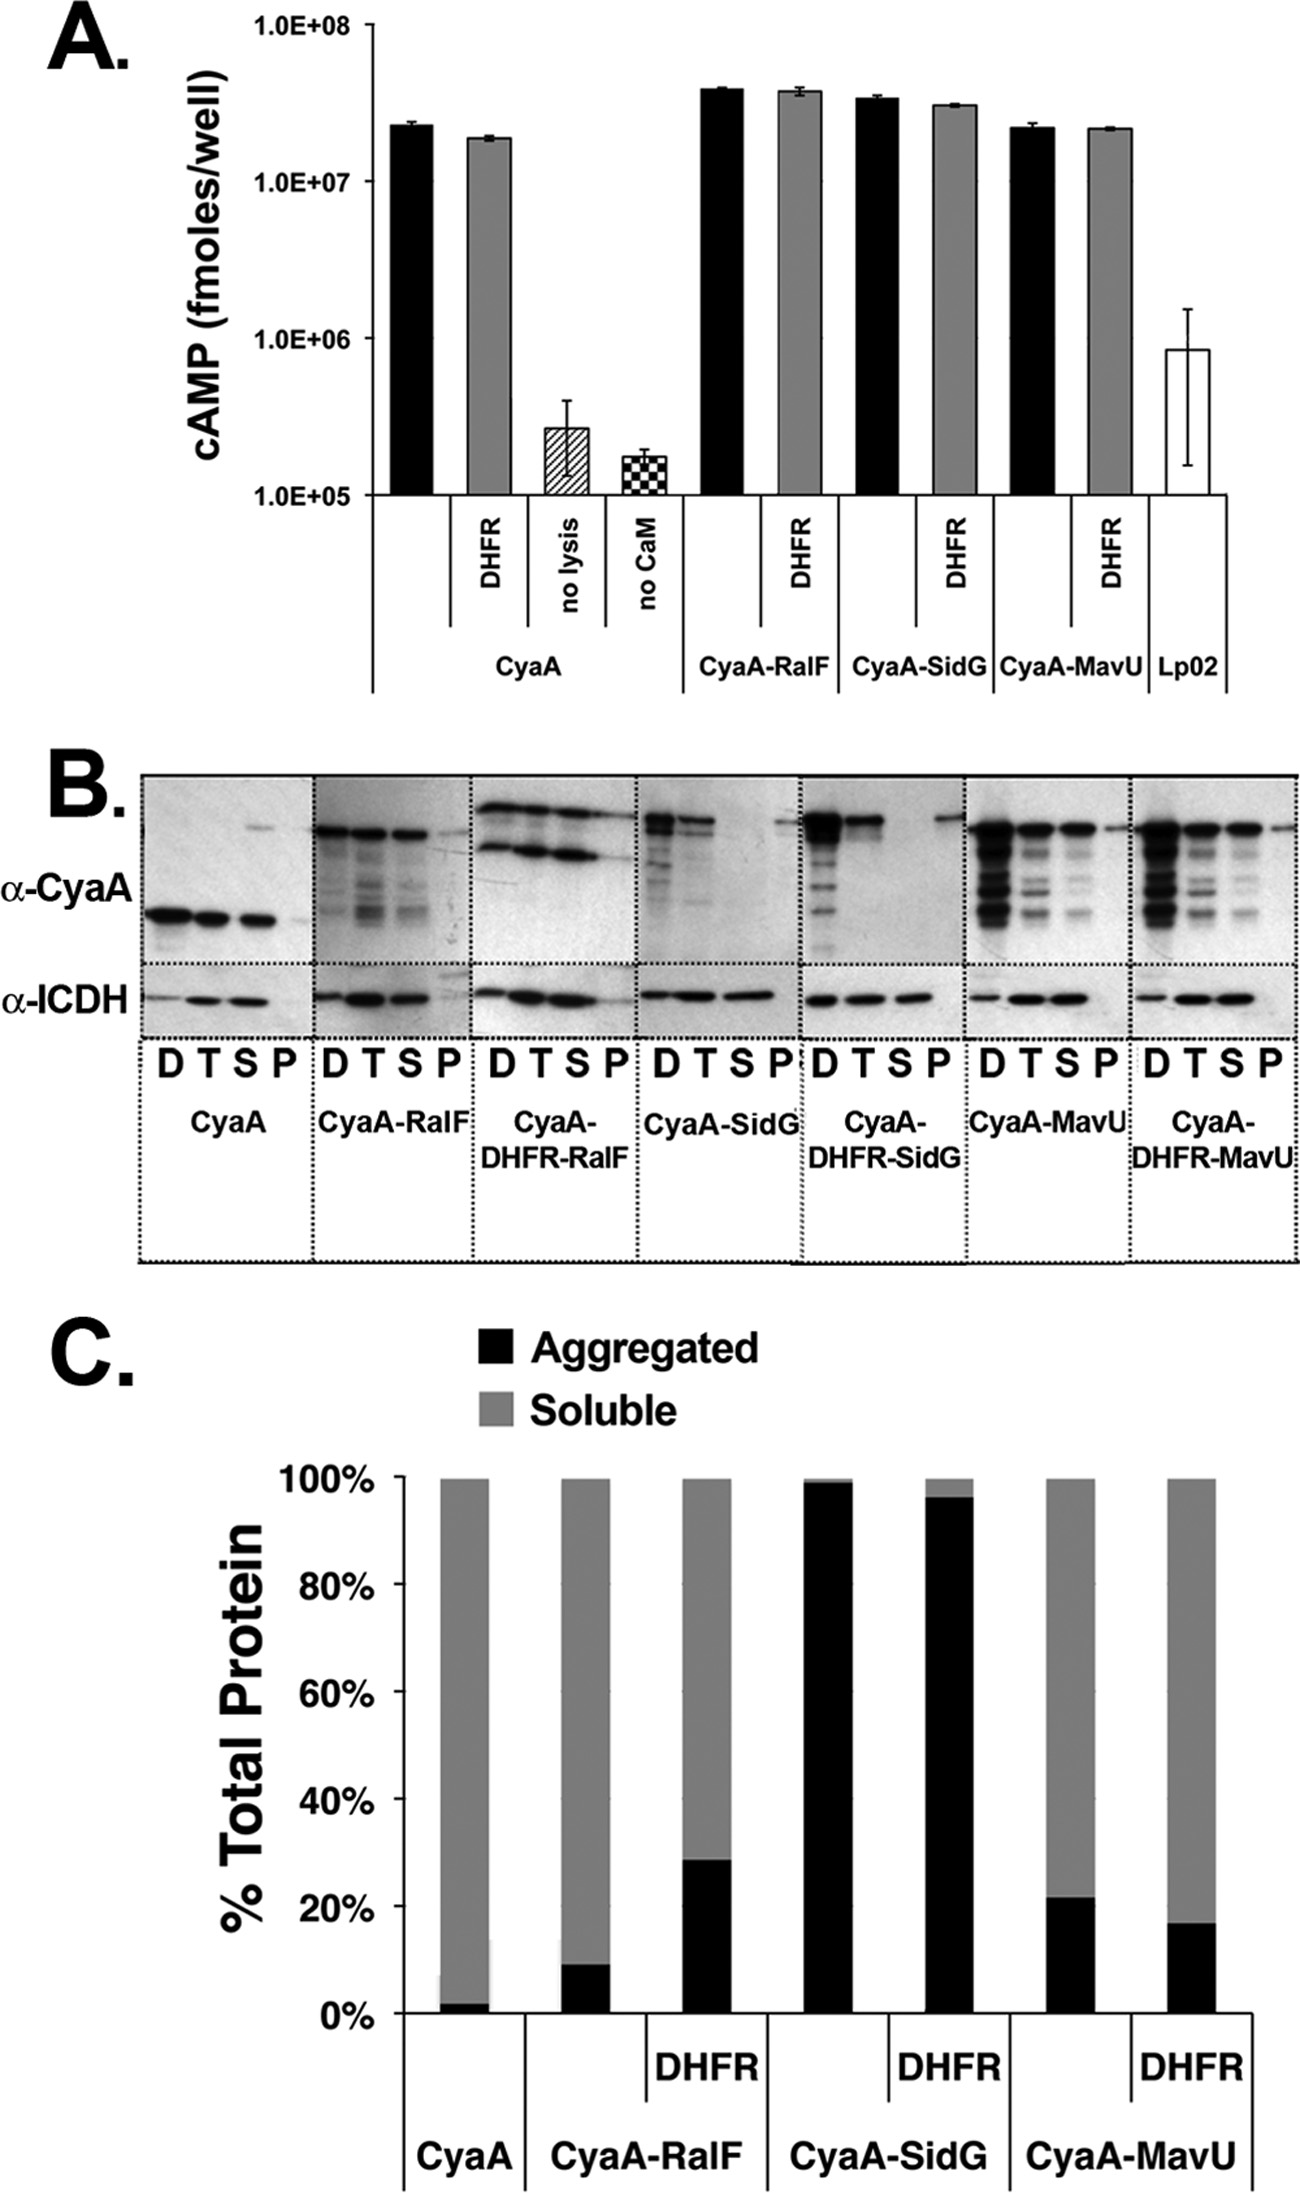 A.
cAMP (fmoles/well)
1.0E+08
1.0E+07
1.0E+06
1.0E+05
DHFR
no lysis
no CaM
DHFR
DHFR
DHFR
CyaA CyaA-RalF CyaA-SidG CyaA-MavU Lp02
B.
α-CyaA
α-ICDH
D T S P D T S P D T S P D T S P D T S P D T S P D T S P
CyaA CyaA-RalF CyaA- CyaA-SidG CyaA- CyaA-MavU CyaA-
DHFR-RalF DHFR-SidG DHFR-MavU
C.
Aggregated
Soluble
% Total Protein
100%
80%
60%
40%
20%
0%
DHFR DHFR DHFR
CyaA CyaA-RalF CyaA-SidG CyaA-MavU